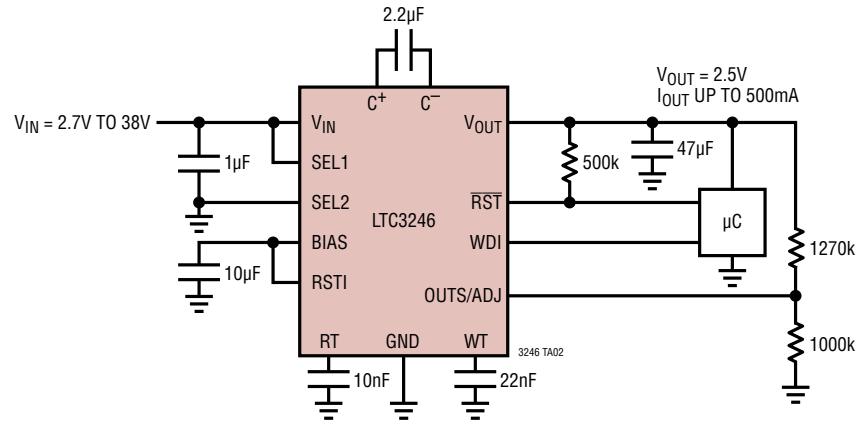 2.2µF
C+
C–
VIN = 2.7V TO 38V
VOUT = 2.5V
IOUT UP TO 500mA
VIN
VOUT
1µF
SEL1
500k
47µF
SEL2
LTC3246
RST
µC
BIAS
WDI
1270k
10µF
RSTI
OUTS/ADJ
RT
GND
WT
3246 TA02
1000k
10nF
22nF